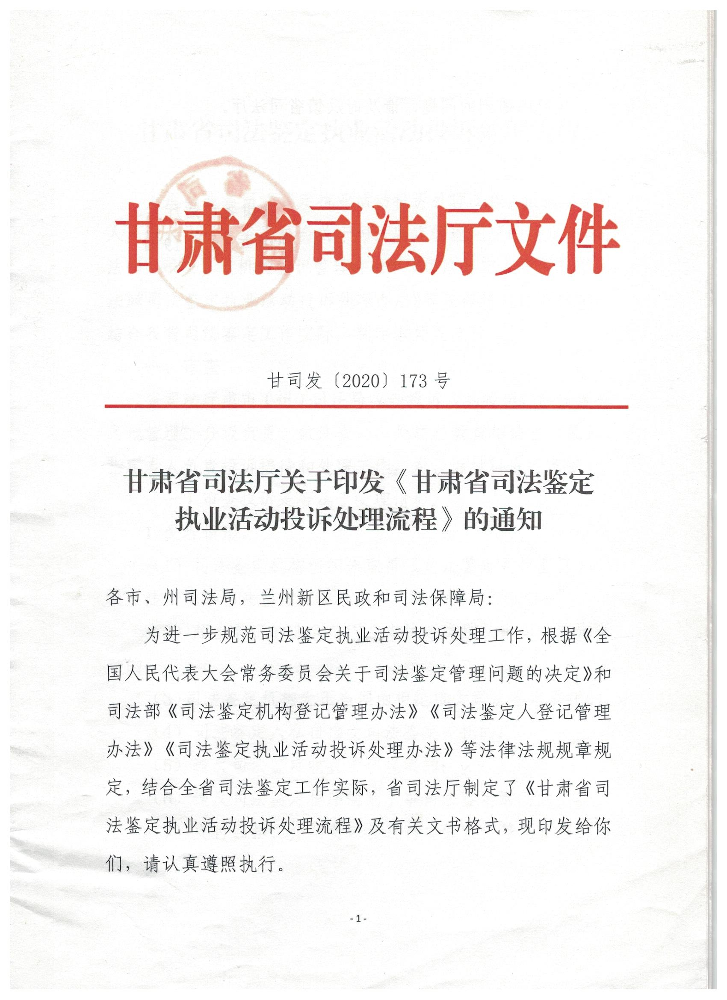 甘肃省司法厅文件
甘司发〔2020〕173 号
甘肃省司法厅关于印发《甘肃省司法鉴定
执业活动投诉处理流程》的通知
各市、州司法局，兰州新区民政和司法保障局：
为进一步规范司法鉴定执业活动投诉处理工作，根据《全
国人民代表大会常务委员会关于司法鉴定管理问题的决定》和
司法部《司法鉴定机构登记管理办法》《司法鉴定人登记管理
办法》《司法鉴定执业活动投诉处理办法》等法律法规规章规
定，结合全省司法鉴定工作实际，省司法厅制定了《甘肃省司
法鉴定执业活动投诉处理流程》及有关文书格式，现印发给你
们，请认真遵照执行。
- 1 -